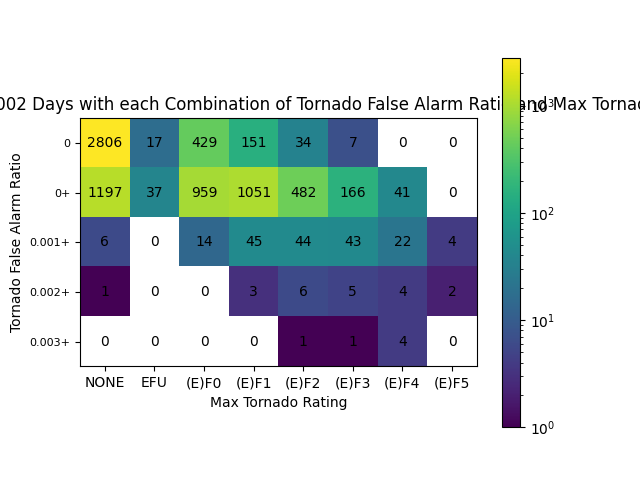 002 Days with each Combination of Tornado False Alarm Ratio and Max Torna
Tornado False Alarm Ratio
0 2806 17 429 151 34 7 0 0
0+ 1197 37 959 1051 482 166 41 0
0.001+ 6 0 14 45 44 43 22 4
0.002+ 1 0 0 3 6 5 4 2
0.003+ 0 0 0 0 1 1 4 0
NONE EFU (E)F0 (E)F1 (E)F2 (E)F3 (E)F4 (E)F5
Max Tornado Rating
10³
10²
10¹
10⁰